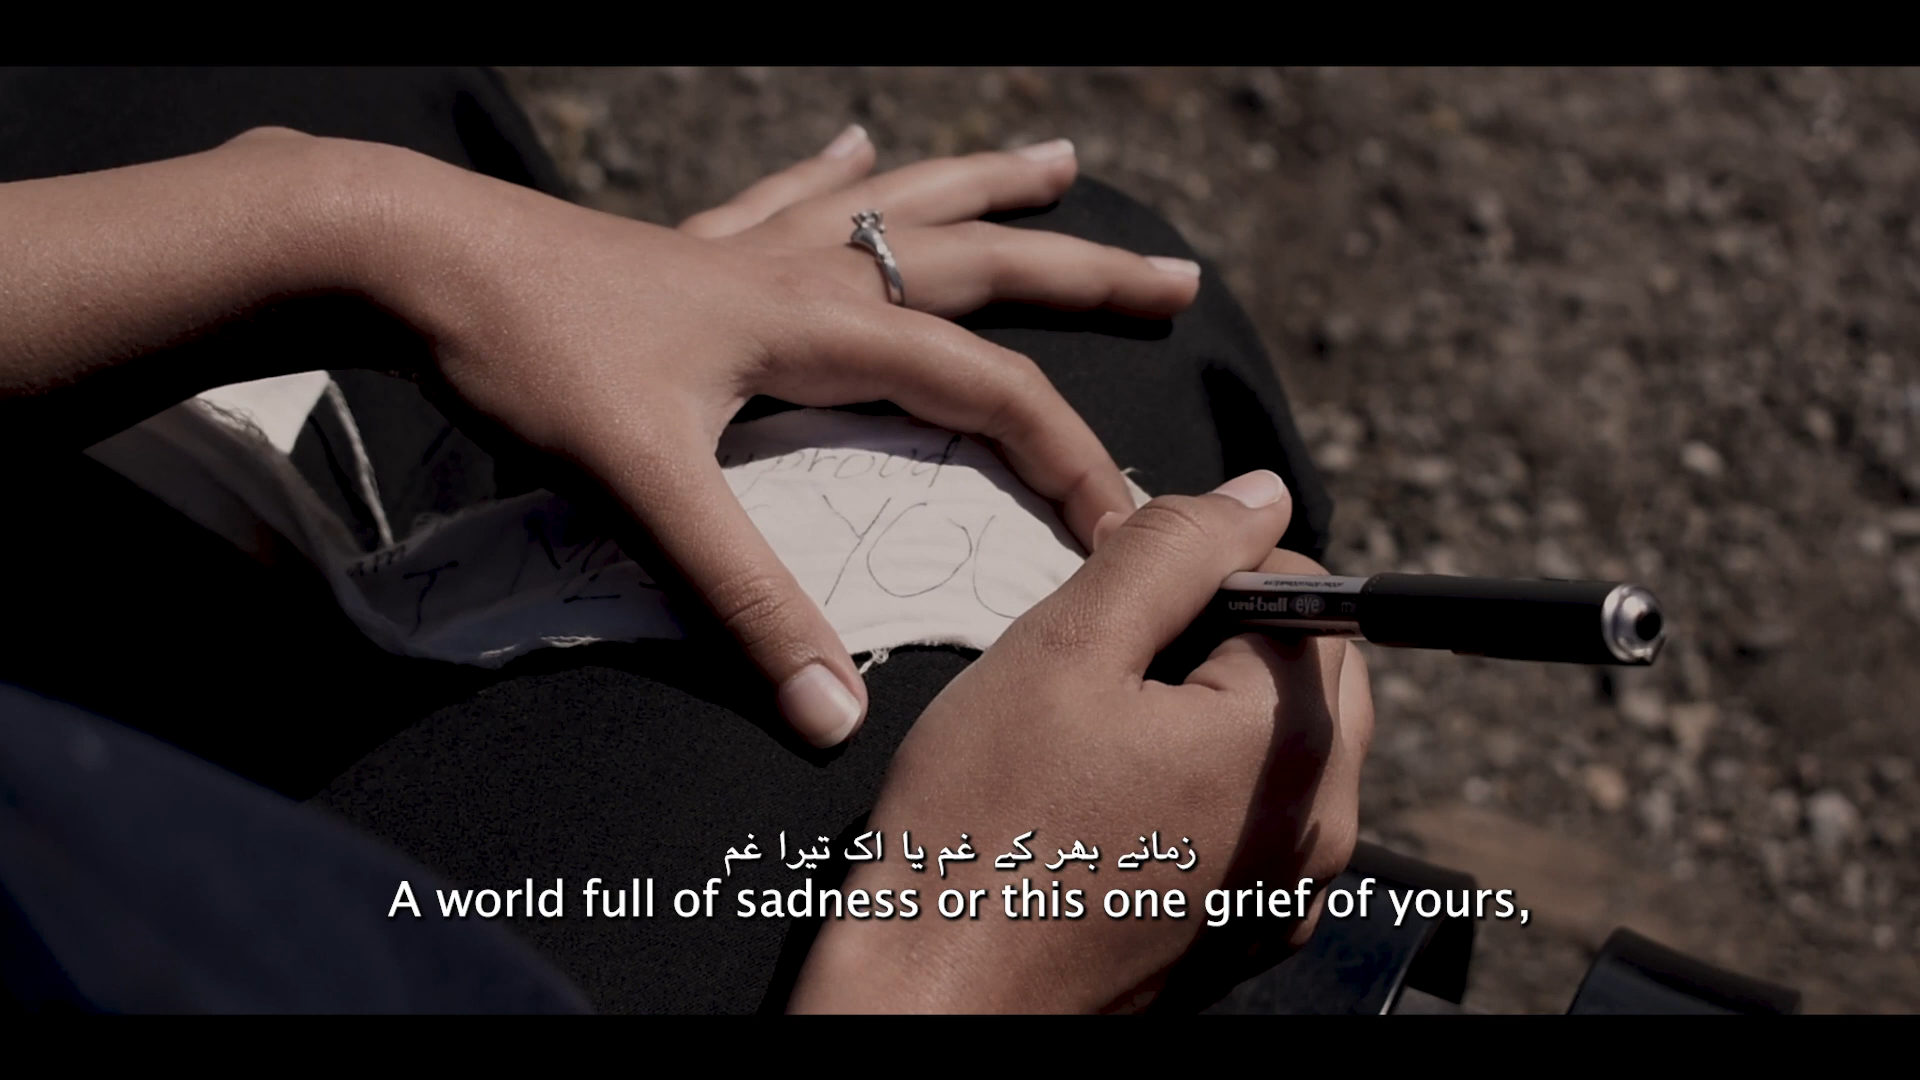 proud
I MISS YOU
uni-ball eye
زمانے بھر کے غم یا اک تیرا غم
A world full of sadness or this one grief of yours,